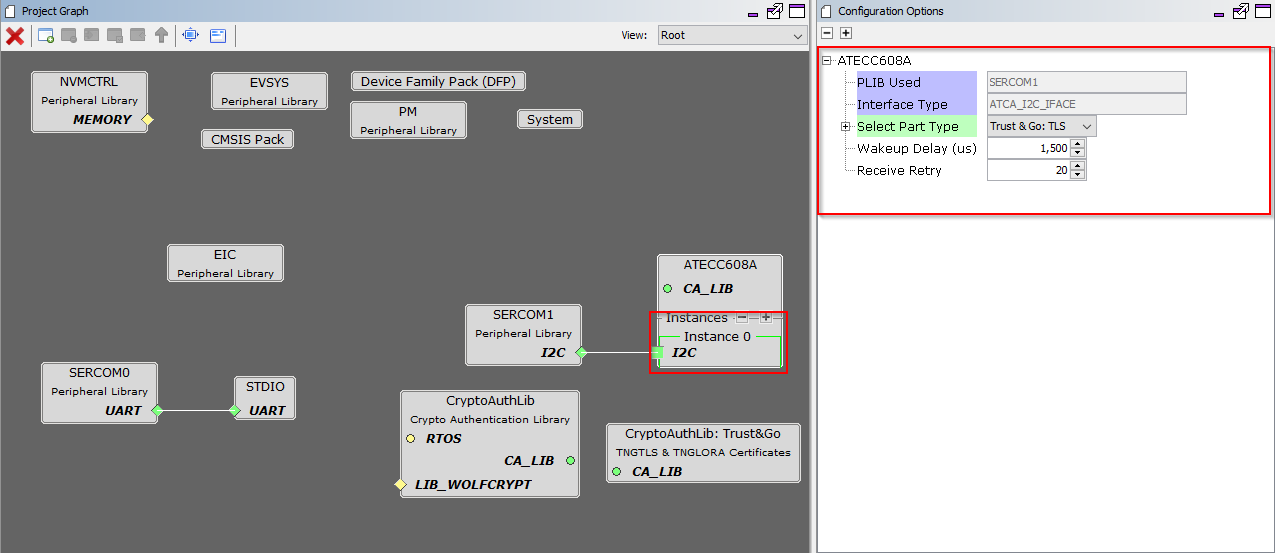 Project Graph
View: Root
NVMCTRL
Peripheral Library
MEMORY
EVSYS
Peripheral Library
Device Family Pack (DFP)
PM
Peripheral Library
System
CMSIS Pack
EIC
Peripheral Library
ATECC608A
CA_LIB
Instances
Instance 0
I2C
SERCOM1
Peripheral Library
I2C
SERCOM0
Peripheral Library
UART
STDIO
UART
CryptoAuthLib
Crypto Authentication Library
RTOS
CA_LIB
LIB_WOLFCRYPT
CryptoAuthLib: Trust&Go
TNGTLS & TNGLORA Certificates
CA_LIB
Configuration Options
ATECC608A
PLIB Used SERCOM1
Interface Type ATCA_I2C_IFACE
Select Part Type Trust & Go: TLS
Wakeup Delay (us) 1,500
Receive Retry 20